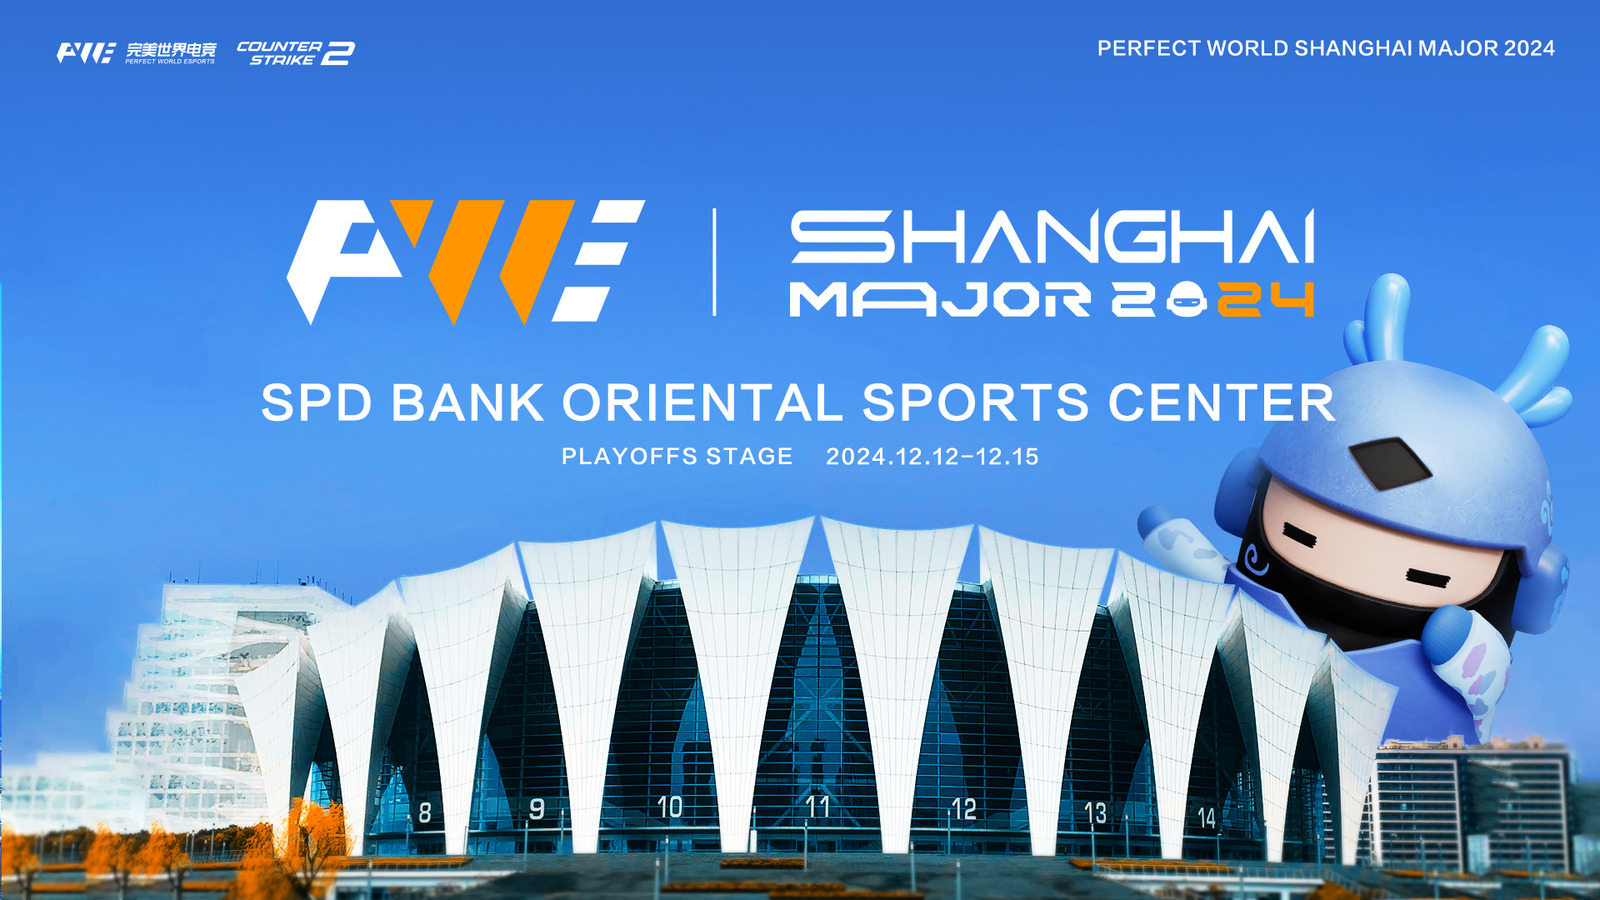 PWE 完美世界电竞
PERFECT WORLD ESPORTS
COUNTER
STRIKE 2
PERFECT WORLD SHANGHAI MAJOR 2024
PWE
SHANGHAI
MAJOR 2024
SPD BANK ORIENTAL SPORTS CENTER
PLAYOFFS STAGE 2024.12.12-12.15
8 9 10 11 12 13 14